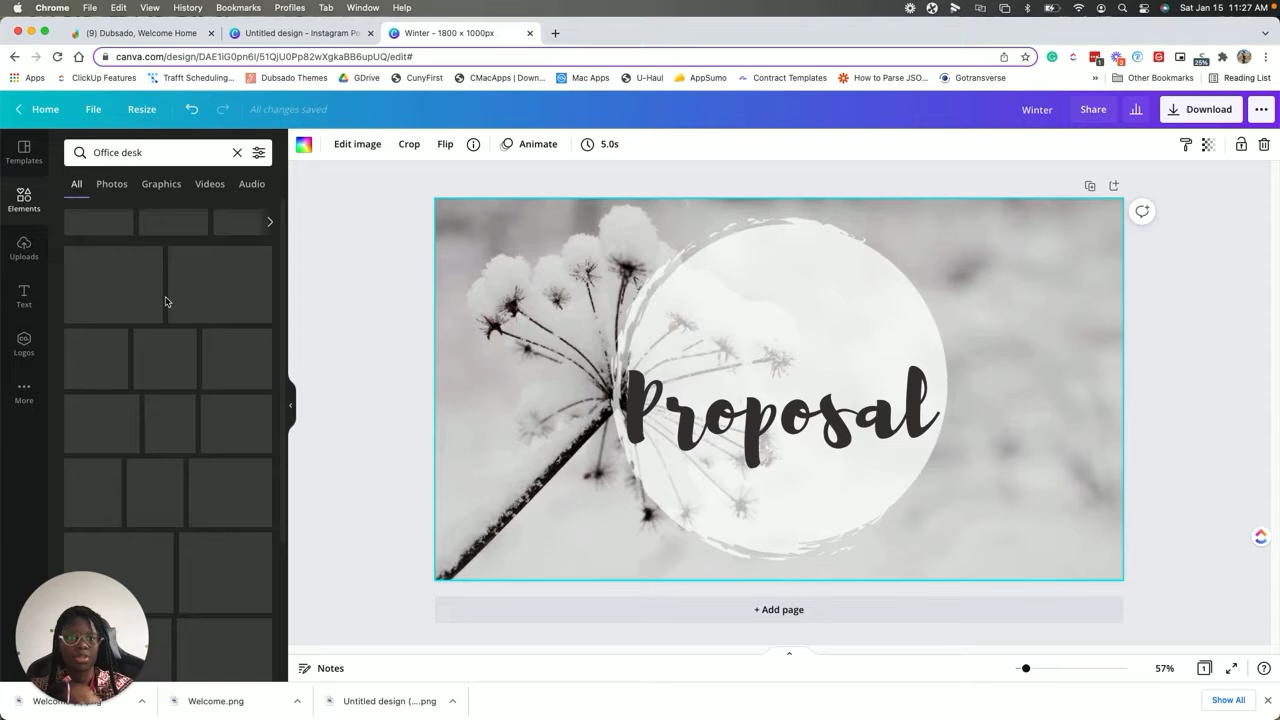 Chrome File Edit View History Bookmarks Profiles Tab Window Help
Sat Jan 15 11:27 AM
(9) Dubsado, Welcome Home
Untitled design - Instagram Po
Winter - 1800 x 1000px
canva.com/design/DAE1iG0pn6I/51QjU0Pp82wXgkaBB6upUQ/edit#
Apps ClickUp Features Trafft Scheduling... Dubsado Themes GDrive CunyFirst CMacApps | Down... Mac Apps U-Haul AppSumo Contract Templates How to Parse JSO... Gotransverse » Other Bookmarks Reading List
Home File Resize All changes saved Winter Share Download
Templates
Elements
Uploads
Text
Logos
More
Office desk
All Photos Graphics Videos Audio
Edit image Crop Flip Animate 5.0s
Proposal
+ Add page
Notes 57% 1
Welcome.png
Untitled design (....png
Show All